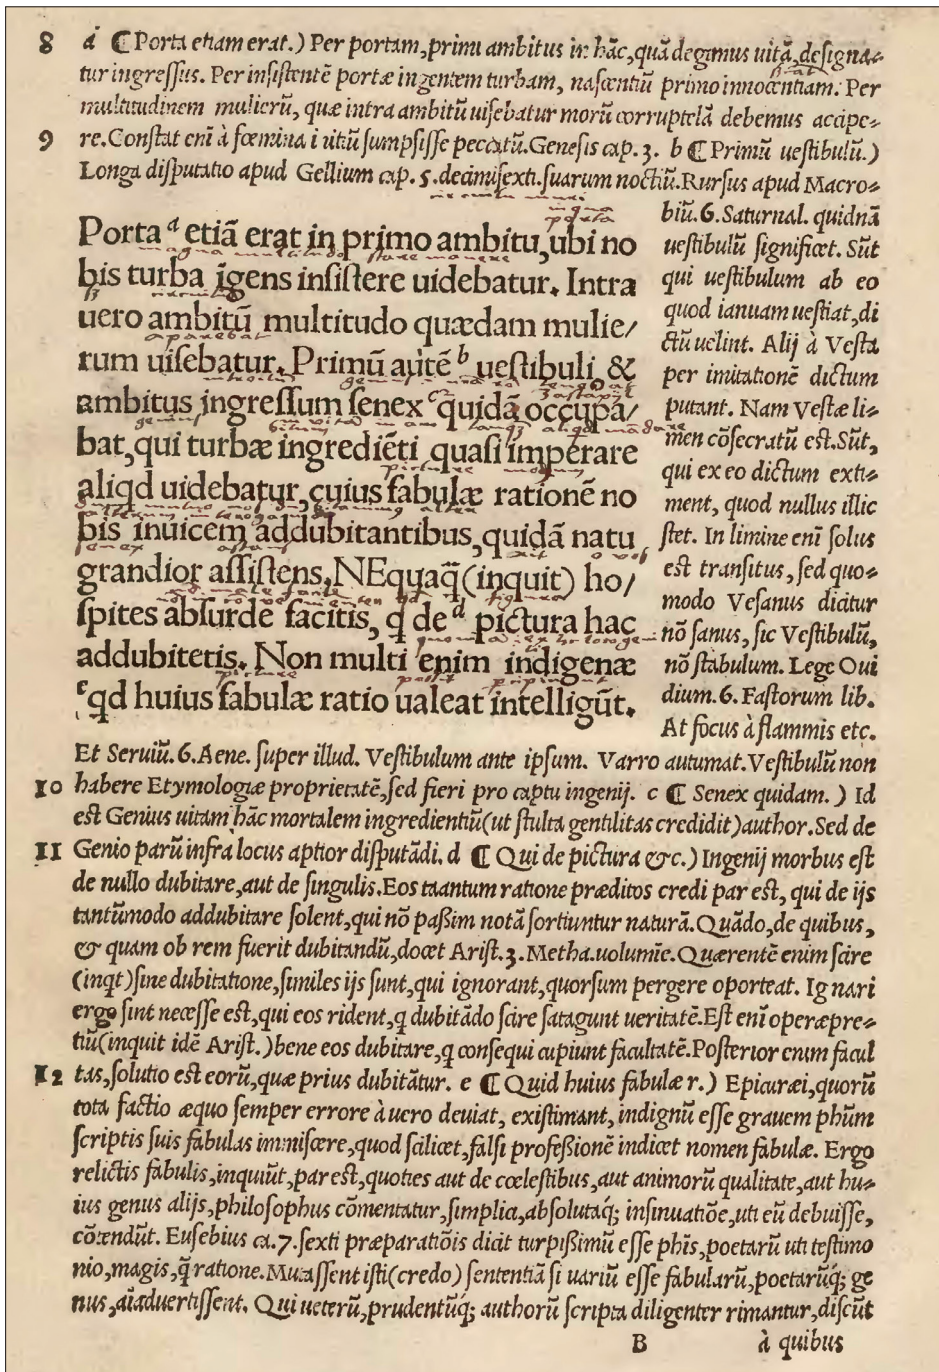 8 a ¶ Porta etiam erat.) Per portam, primi ambitus in hãc, quã degimus uitã, designa-
tur ingressus. Per insistentẽ portæ ingentem turbam, nascentiũ primo innocentiam. Per
multitudinem mulierũ, quæ intra ambitũ uisebatur morũ corruptelã debemus accipe-
9 re. Constat enĩ à fœmina initiũ sumpsisse peccatũ. Genesis cap. 3. b ¶ Primũ uestibulũ.)
Longa disputatio apud Gellium cap. 5. decimisexti. suarum noctiũ. Rursus apud Macro-
biũ. 6. Saturnal. quidnã
uestibulũ significet. Sũt
qui uestibulum ab eo
quod ianuam uestiat, di
ctũ uelint. Alij à Vesta
per imitationẽ dictum
putant. Nam Vestæ li-
men cõsecratũ est. Sũt,
qui ex eo dictum exti-
ment, quod nullus illic
stet. In limine enĩ solus
est transitus, sed quo-
modo Vesanus dicitur
nõ sanus, sic Vestibulũ,
nõ stabulum. Lege Oui
dium. 6. Fastorum lib.
At focus à flammis etc.
Porta a etiã erat in primo ambitu, ubi no
bis turba ĩgens insistere uidebatur. Intra
uero ambitũ multitudo quædam mulie/
rum uisebatur. Primũ aũtẽ b uestibuli &
ambitus ingressum senex c quidã occupa/
bat, qui turbæ ingrediẽti quasi imperare
aliqd uidebatur, cuius fabulæ rationẽ no
bis inuicem addubitantibus, quidã natu
grandior assistens, NEquaq̃ (inquit) ho/
spites absurde facitis, q de d pictura hac
addubitetis. Non multi enim indigenæ
e qd huius fabulæ ratio ualeat intelligũt.
Et Seruiũ. 6. Aene. super illud. Vestibulum ante ipsum. Varro autumat. Vestibulũ non
10 habere Etymologiæ proprietatẽ, sed fieri pro captu ingenij. c ¶ Senex quidam. ) Id
est Genius uitam hãc mortalem ingredientiũ (ut stulta gentilitas credidit) author. Sed de
11 Genio parũ infra locus aptior disputãdi. d ¶ Qui de pictura &c.) Ingenij morbus est
de nullo dubitare, aut de singulis. Eos taantum ratione præditos credi par est, qui de ijs
tantũmodo addubitare solent, qui nõ paßim notã sortiuntur naturã. Quãdo, de quibus,
& quam ob rem fuerit dubitandũ, docet Arist. 3. Metha. uolumĩe. Quærentẽ enim scire
(inqt) sine dubitatione, similes ijs sunt, qui ignorant, quorsum pergere oporteat. Ignari
ergo sint necesse est, qui eos rident, q dubitãdo scire satagunt ueritatẽ. Est enĩ operæpre-
tiũ (inquit idẽ Arist.) bene eos dubitare, q consequi cupiunt facultatẽ. Posterior enim facul
12 tas, solutio est eorũ, quæ prius dubitãtur. e ¶ Quid huius fabulæ r.) Epicuræi, quorũ
tota factio æquo semper errore à uero deuiat, existimant, indignũ esse grauem phũm
scriptis suis fabulas immiscere, quod scilicet, falsi profeßionẽ indicet nomen fabulæ. Ergo
relictis fabulis, inquiũt, par est, quoties aut de cœlestibus, aut animorũ qualitate, aut hu-
ius genus alijs, philosophus cõmentatur, simplici, absolutaq; insinuatiõe, uti eũ debuisse,
cõtendũt. Eusebius ca. 7. sexti præparatiõis dicit turpißimũ esse phĩs, poetarũ uti testimo
nio, magis, q̃ ratione. Mutassent isti (credo) sententiã si uariũ esse fabularũ, poetarũq; ge
nus, aĩaduertissent. Qui ueterũ, prudentũq; authorũ scripta diligenter rimantur, discũt
B à quibus